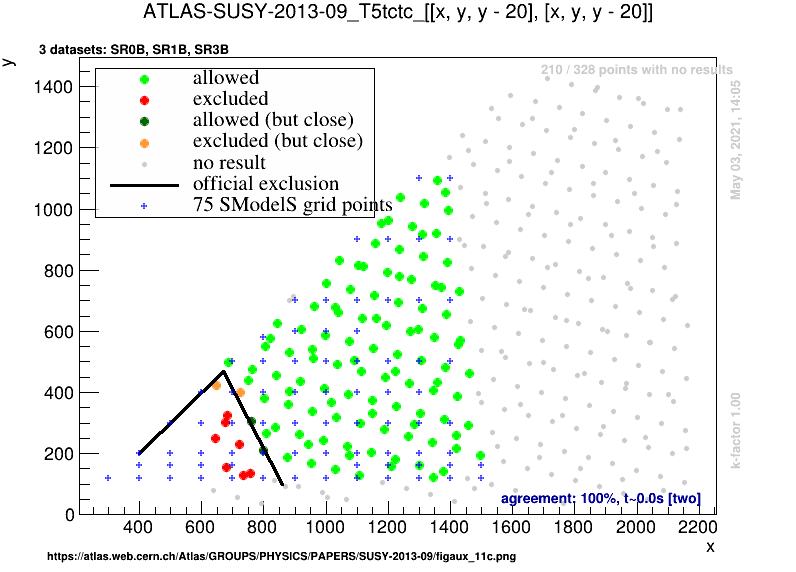 ATLAS-SUSY-2013-09_T5tctc_[[x, y, y - 20], [x, y, y - 20]]
3 datasets: SR0B, SR1B, SR3B
y
210 / 328 points with no results
allowed
excluded
allowed (but close)
excluded (but close)
no result
official exclusion
75 SModelS grid points
1400
1200
1000
800
600
400
200
0
May 03, 2021, 14:05
k-factor 1.00
agreement: 100%, t~0.0s [two]
400 600 800 1000 1200 1400 1600 1800 2000 2200
x
https://atlas.web.cern.ch/Atlas/GROUPS/PHYSICS/PAPERS/SUSY-2013-09/figaux_11c.png